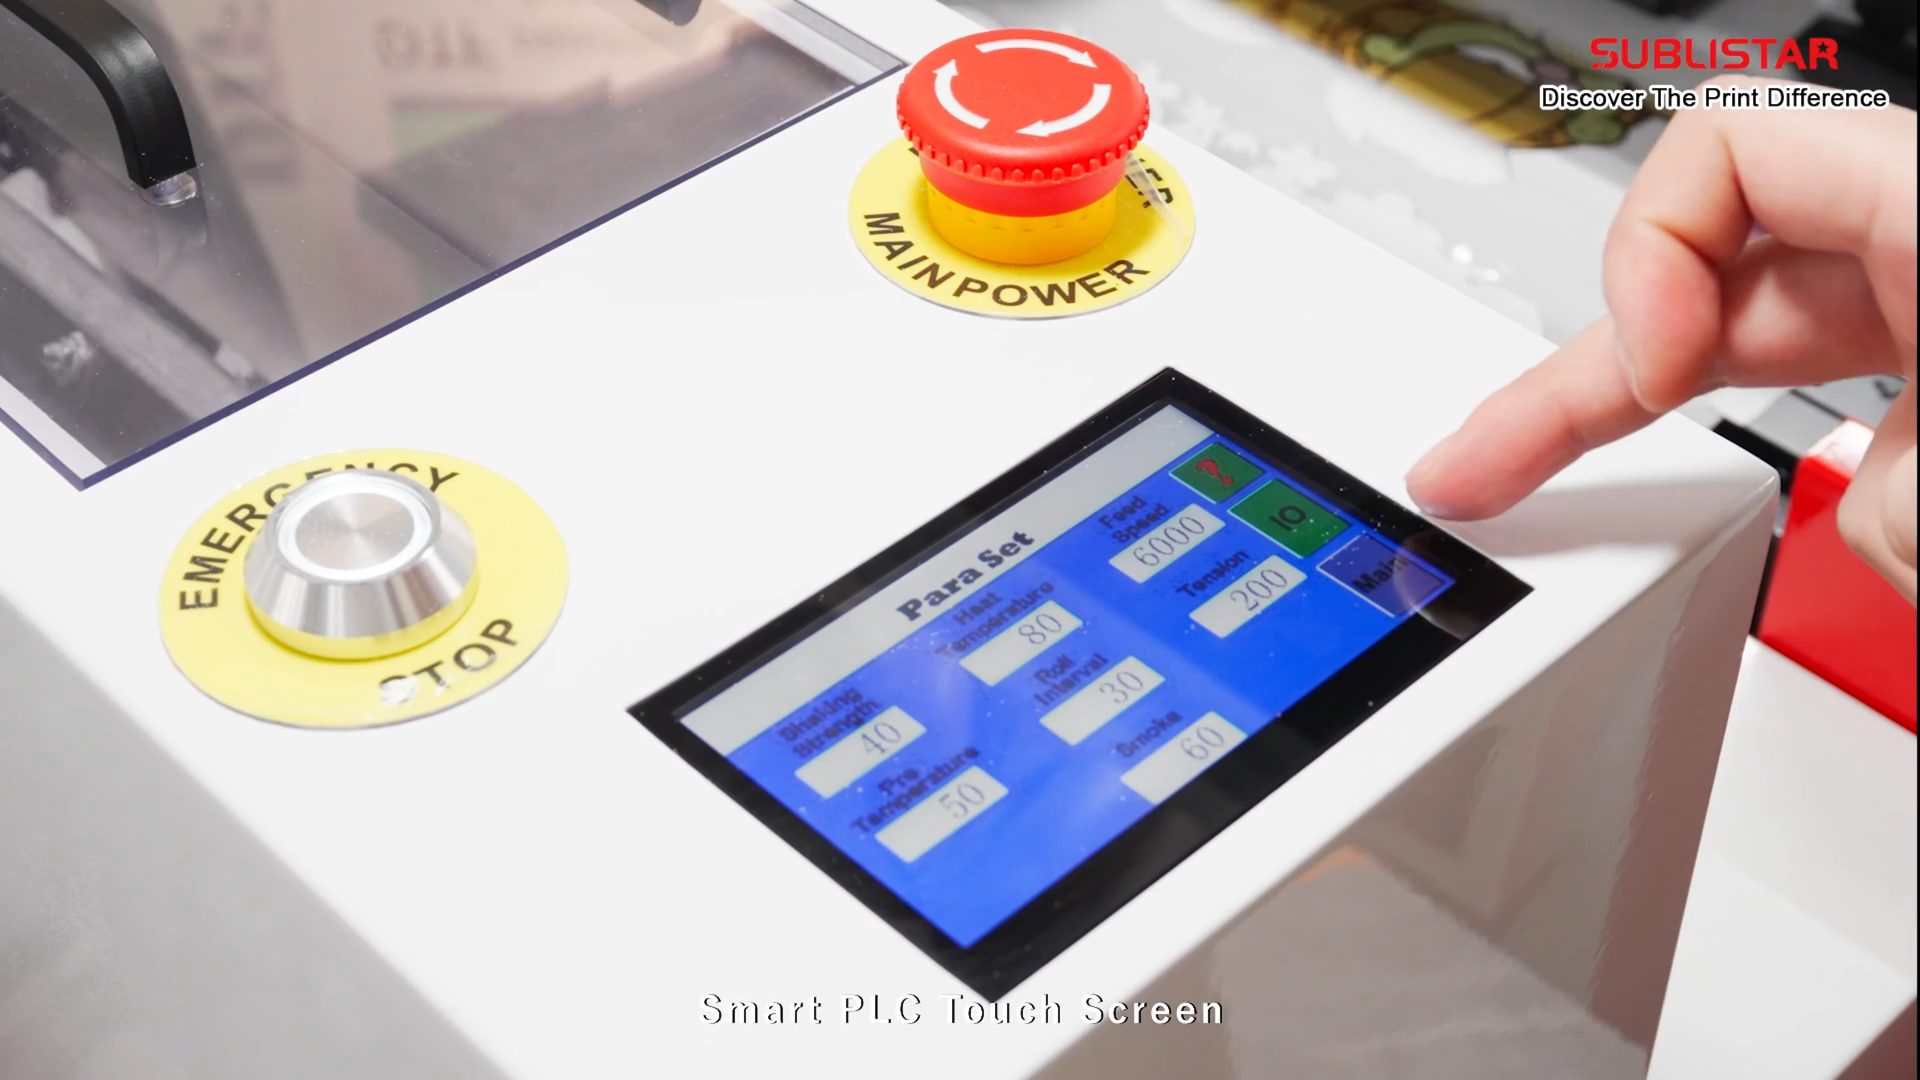 SUBLISTAR
Discover The Print Difference
MAIN POWER
EMERGENCY
STOP
Para Set
?
IO
Main
Feed
Speed
6000
Tension
200
Heat
Temperature
80
Roll
Interval
30
Smoke
60
Shaking
Strength
40
Pre
Temperature
50
Smart PLC Touch Screen